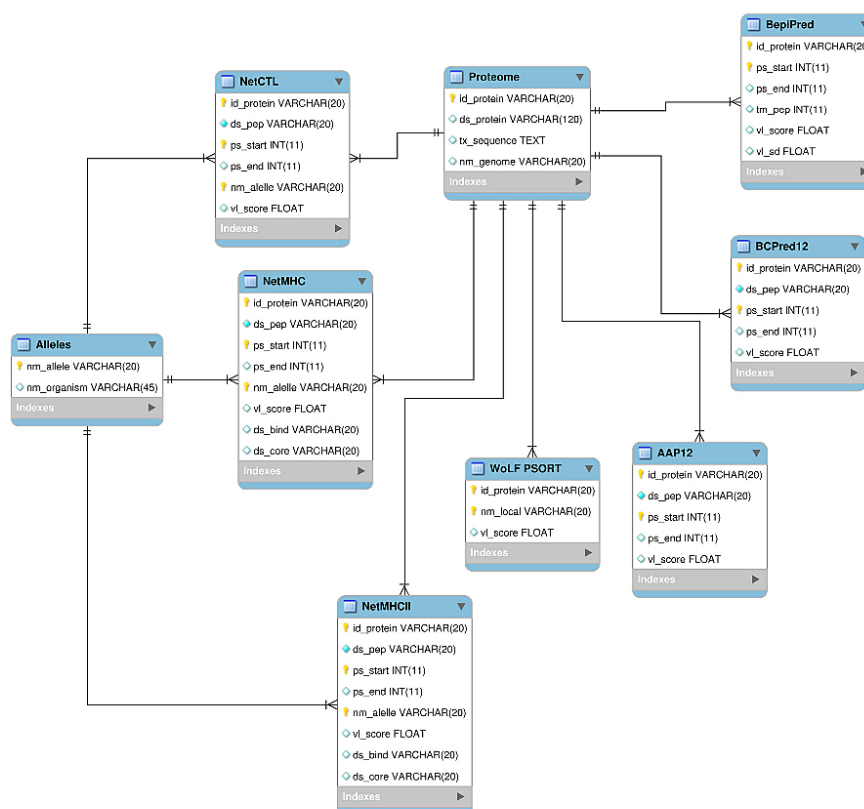 BepiPred
id_protein VARCHAR(20
ps_start INT(11)
ps_end INT(11)
tm_pep INT(11)
vl_score FLOAT
vl_sd FLOAT
Indexes
Proteome
id_protein VARCHAR(20)
ds_protein VARCHAR(120)
tx_sequence TEXT
nm_genome VARCHAR(20)
Indexes
NetCTL
id_protein VARCHAR(20)
ds_pep VARCHAR(20)
ps_start INT(11)
ps_end INT(11)
nm_alelle VARCHAR(20)
vl_score FLOAT
Indexes
BCPred12
id_protein VARCHAR(20)
ds_pep VARCHAR(20)
ps_start INT(11)
ps_end INT(11)
vl_score FLOAT
Indexes
NetMHC
id_protein VARCHAR(20)
ds_pep VARCHAR(20)
ps_start INT(11)
ps_end INT(11)
nm_alelle VARCHAR(20)
vl_score FLOAT
ds_bind VARCHAR(20)
ds_core VARCHAR(20)
Indexes
Alleles
nm_allele VARCHAR(20)
nm_organism VARCHAR(45)
Indexes
WoLF PSORT
id_protein VARCHAR(20)
nm_local VARCHAR(20)
vl_score FLOAT
Indexes
AAP12
id_protein VARCHAR(20)
ds_pep VARCHAR(20)
ps_start INT(11)
ps_end INT(11)
vl_score FLOAT
Indexes
NetMHCII
id_protein VARCHAR(20)
ds_pep VARCHAR(20)
ps_start INT(11)
ps_end INT(11)
nm_alelle VARCHAR(20)
vl_score FLOAT
ds_bind VARCHAR(20)
ds_core VARCHAR(20)
Indexes